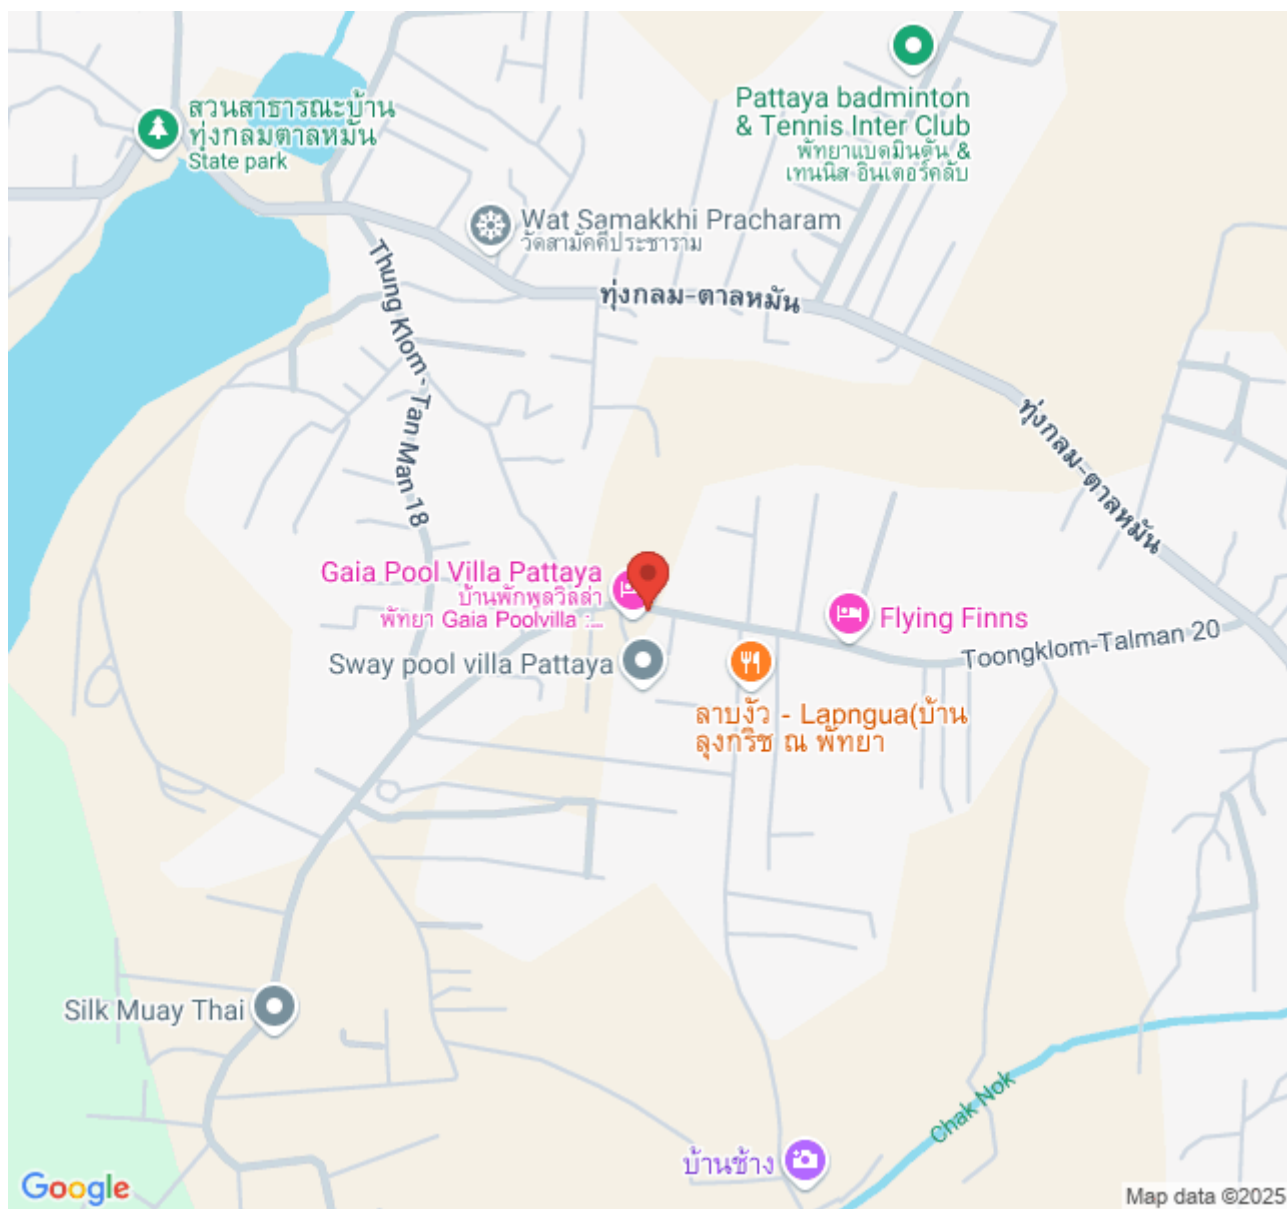 สวนสาธารณะบ้าน
ทุ่งกลมตาลหมัน
State park
Pattaya badminton
& Tennis Inter Club
พัทยาแบดมินตัน &
เทนนิส อินเตอร์คลับ
Wat Samakkhi Pracharam
วัดสามัคคีประชาราม
ทุ่งกลม-ตาลหมัน
Thung Klom - Tan Man 18
ทุ่งกลม-ตาลหมัน
Gaia Pool Villa Pattaya
บ้านพักพูลวิลล่า
พัทยา Gaia Poolvilla :...
Flying Finns
Toongklom-Talman 20
Sway pool villa Pattaya
ลาบงัว - Lapngua(บ้าน
ลุงกริช ณ พัทยา
Silk Muay Thai
Chak Nok
บ้านช้าง
Google
Map data ©2025